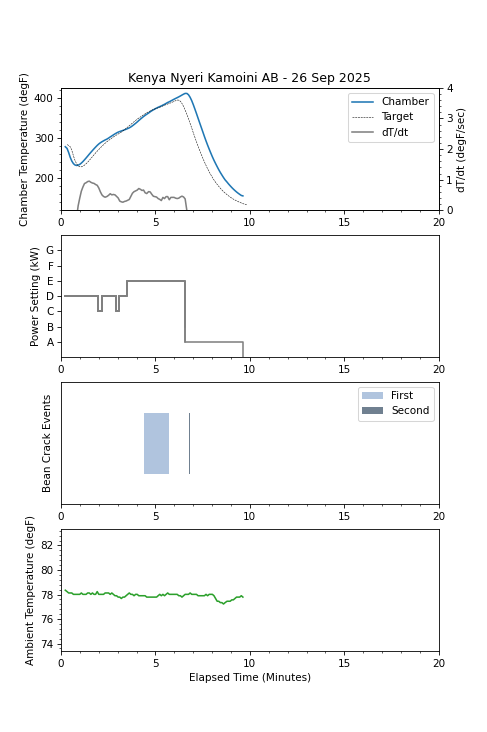 Kenya Nyeri Kamoini AB - 26 Sep 2025
Chamber Temperature (degF)
400
300
200
Chamber
Target
dT/dt
4
3
2
1
0
dT/dt (degF/sec)
0 5 10 15 20
Power Setting (kW)
G
F
E
D
C
B
A
0 5 10 15 20
Bean Crack Events
First
Second
0 5 10 15 20
Ambient Temperature (degF)
82
80
78
76
74
0 5 10 15 20
Elapsed Time (Minutes)